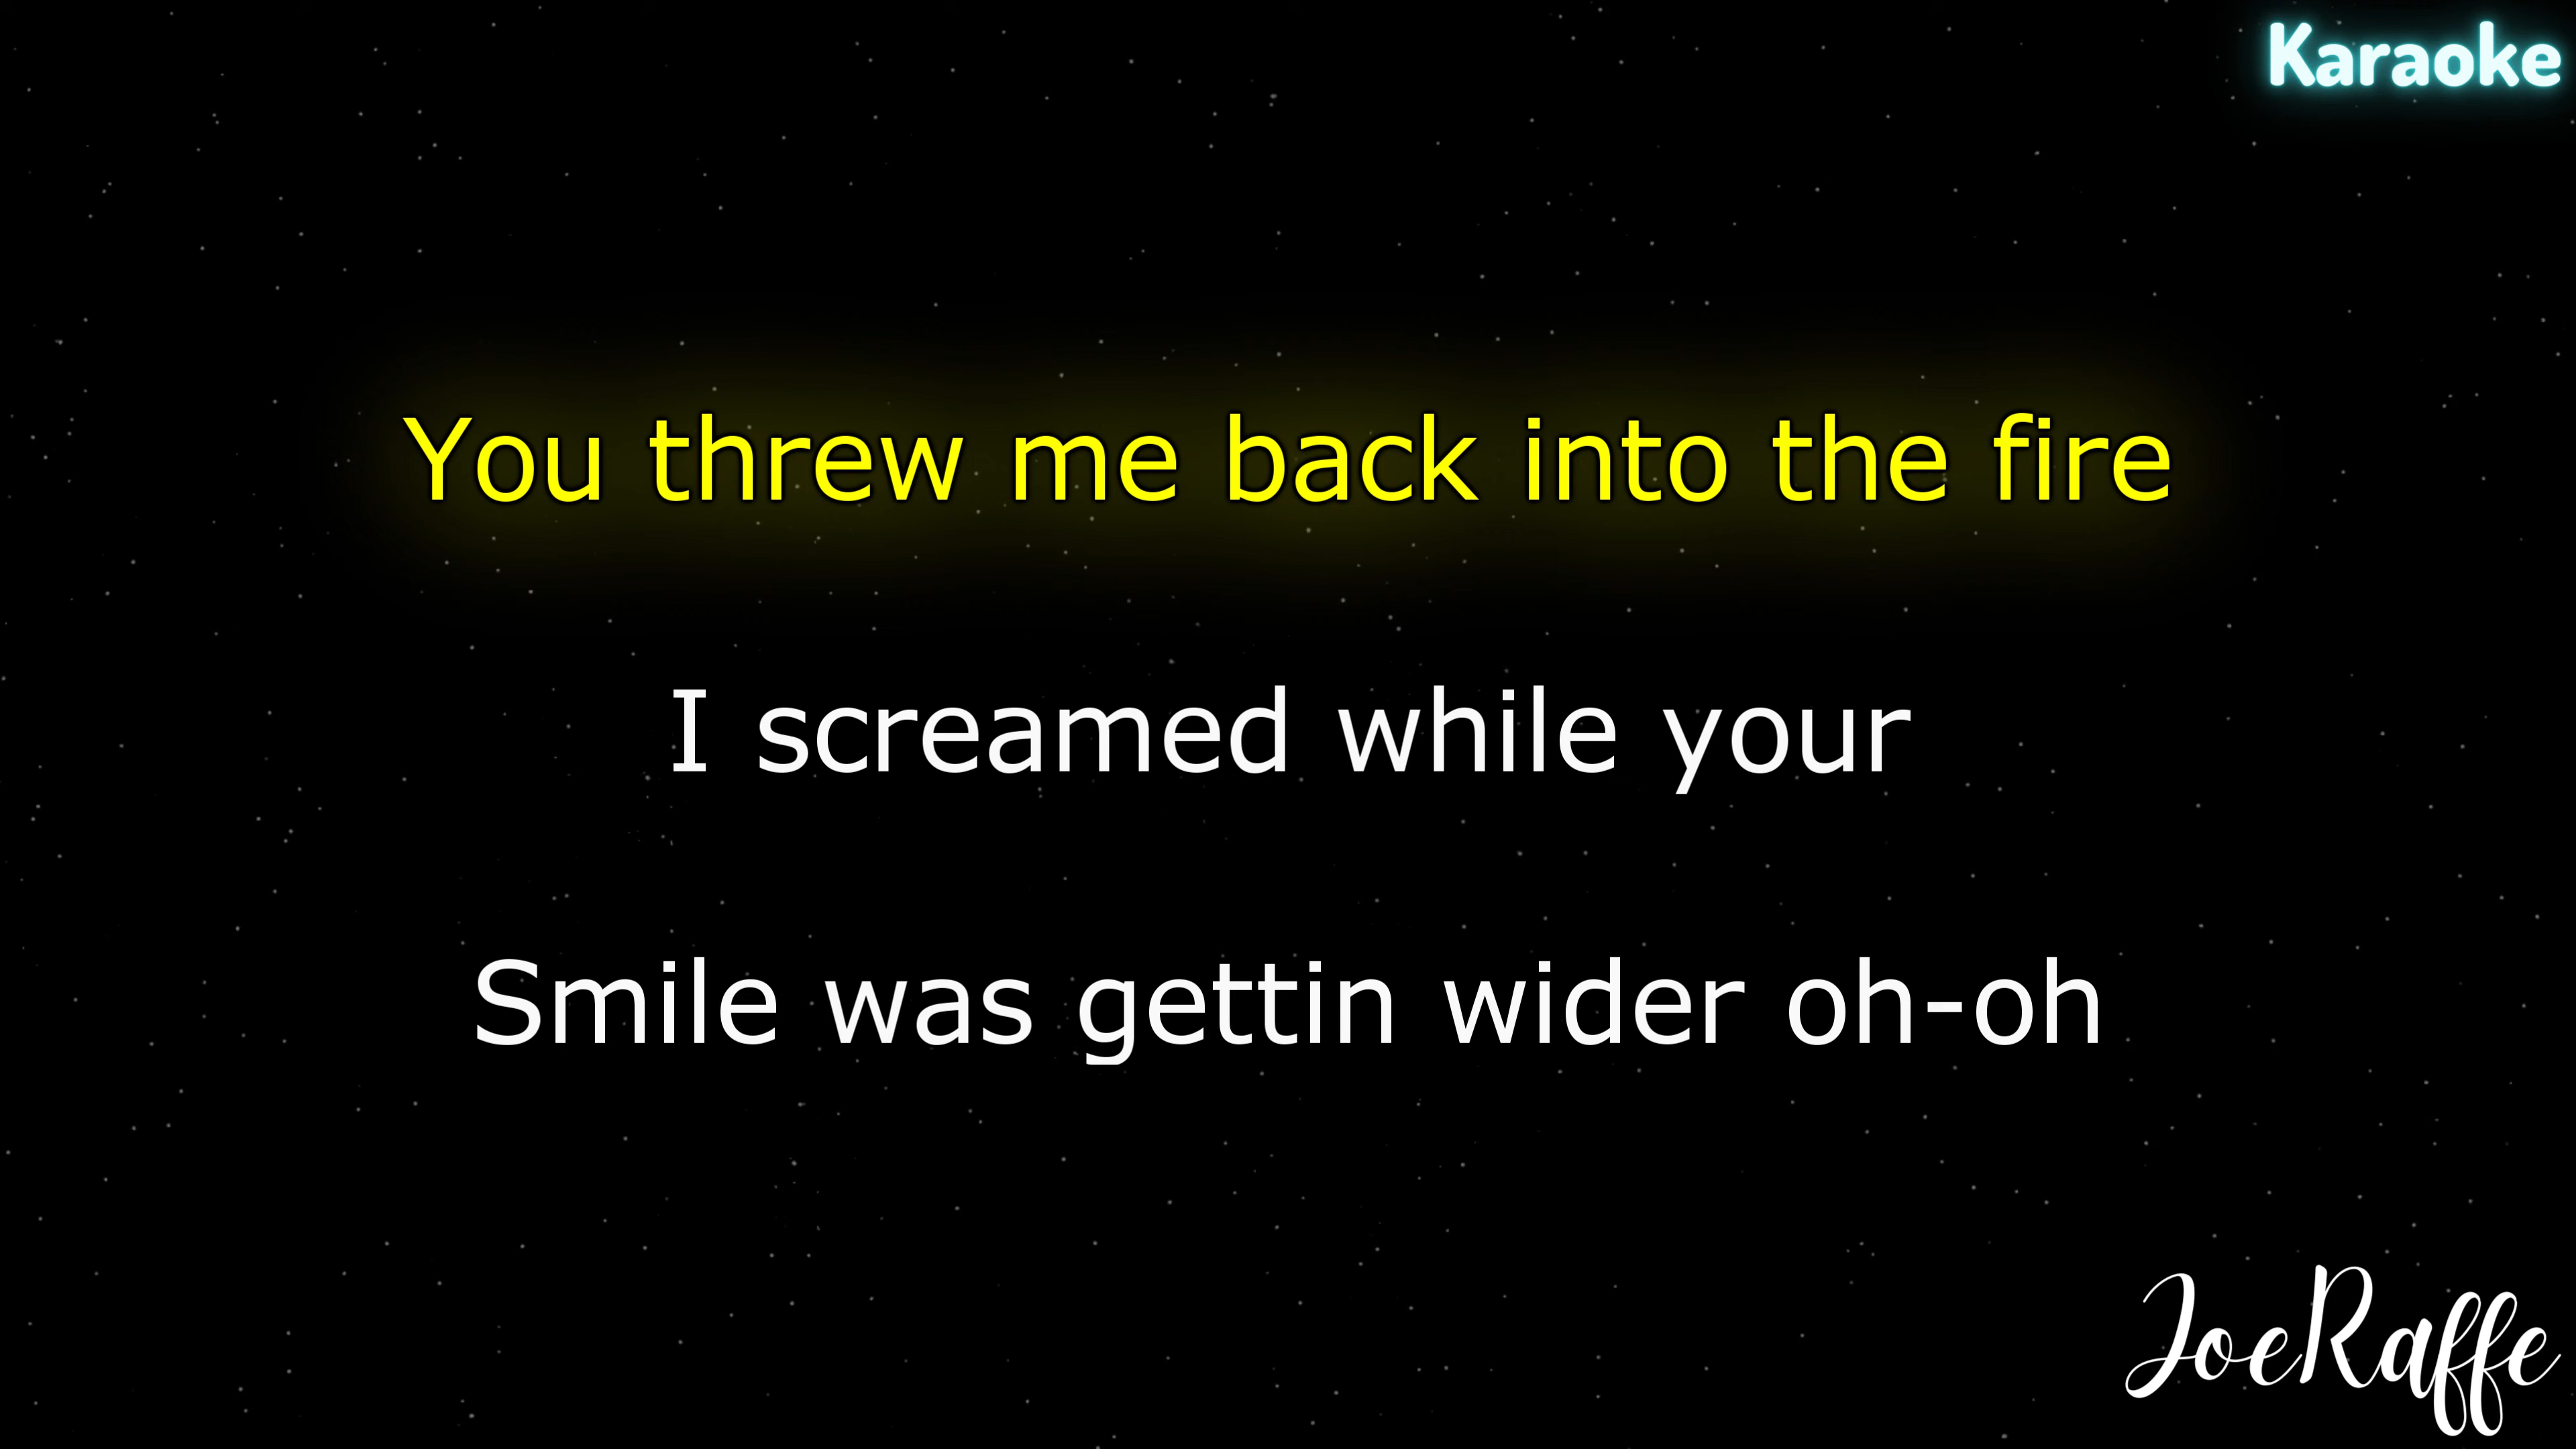 Karaoke
You threw me back into the fire
I screamed while your
Smile was gettin wider oh-oh
JoeRaffe